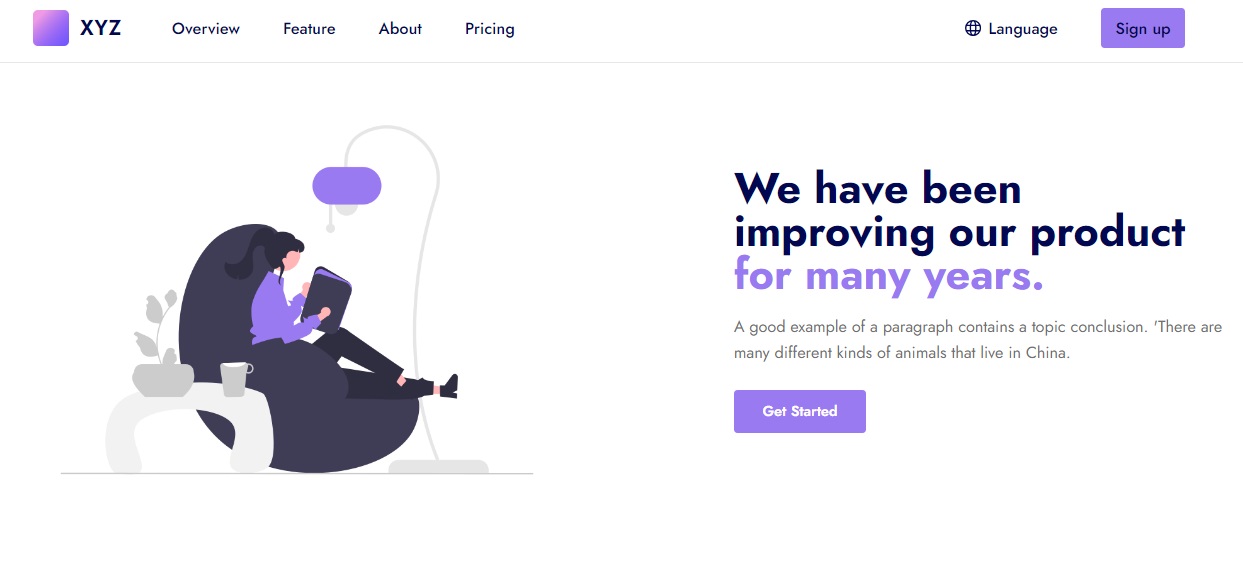 XYZ Overview Feature About Pricing Language Sign up
We have been
improving our product
for many years.
A good example of a paragraph contains a topic conclusion. 'There are
many different kinds of animals that live in China.
Get Started